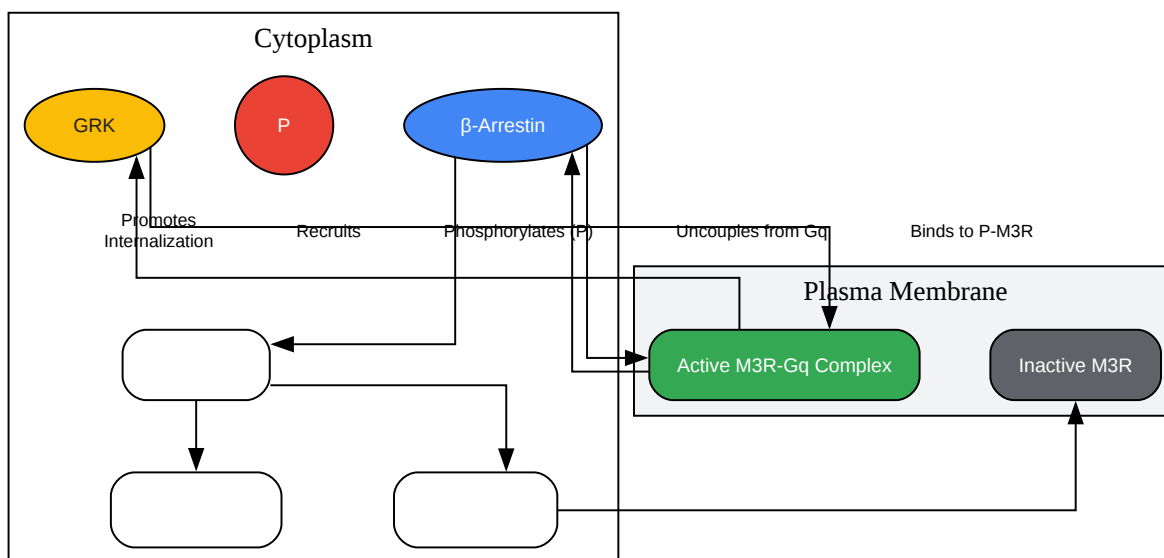 Cytoplasm
GRK
P
β-Arrestin
Promotes
Internalization
Recruits
Phosphorylates (P)
Uncouples from Gq
Binds to P-M3R
Plasma Membrane
Active M3R-Gq Complex
Inactive M3R